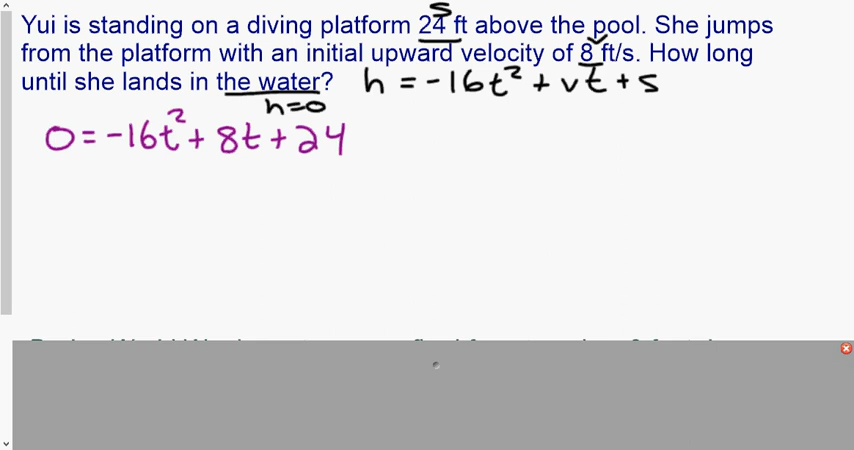 Yui is standing on a diving platform 24 ft above the pool. She jumps
from the platform with an initial upward velocity of 8 ft/s. How long
until she lands in the water? h = -16t² + vt + s
s
v
h=0
0 = -16t² + 8t + 24